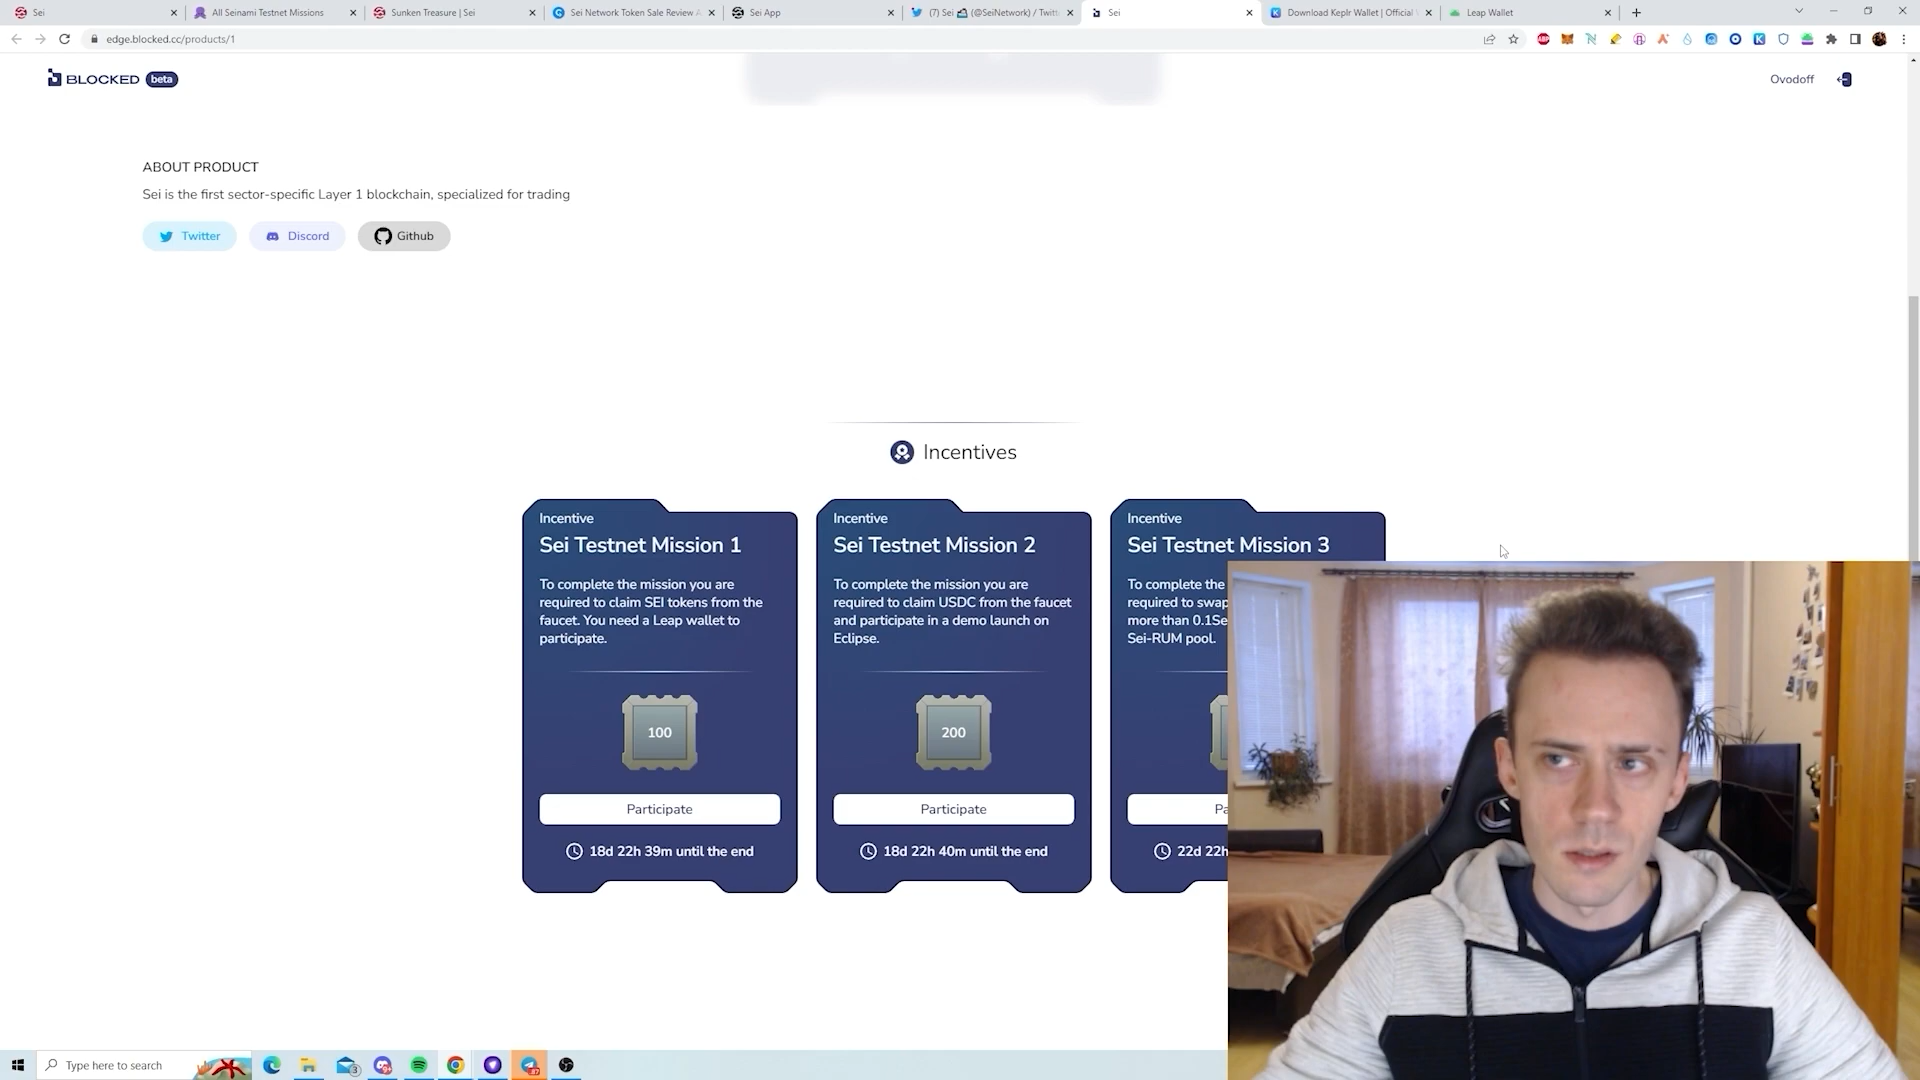 Sei
All Seinami Testnet Missions
Sunken Treasure | Sei
Sei Network Token Sale Review
Sei App
(7) Sei (@SeiNetwork) / Twitt
Sei
Download Keplr Wallet | Official
Leap Wallet
edge.blocked.cc/products/1
BLOCKED beta
Ovodoff
ABOUT PRODUCT
Sei is the first sector-specific Layer 1 blockchain, specialized for trading
Twitter
Discord
Github
Incentives
Incentive
Sei Testnet Mission 1
To complete the mission you are
required to claim SEI tokens from the
faucet. You need a Leap wallet to
participate.
100
Participate
18d 22h 39m until the end
Incentive
Sei Testnet Mission 2
To complete the mission you are
required to claim USDC from the faucet
and participate in a demo launch on
Eclipse.
200
Participate
18d 22h 40m until the end
Incentive
Sei Testnet Mission 3
To complete the
required to swap
more than 0.1Se
Sei-RUM pool.
Pa
22d 22h
Type here to search